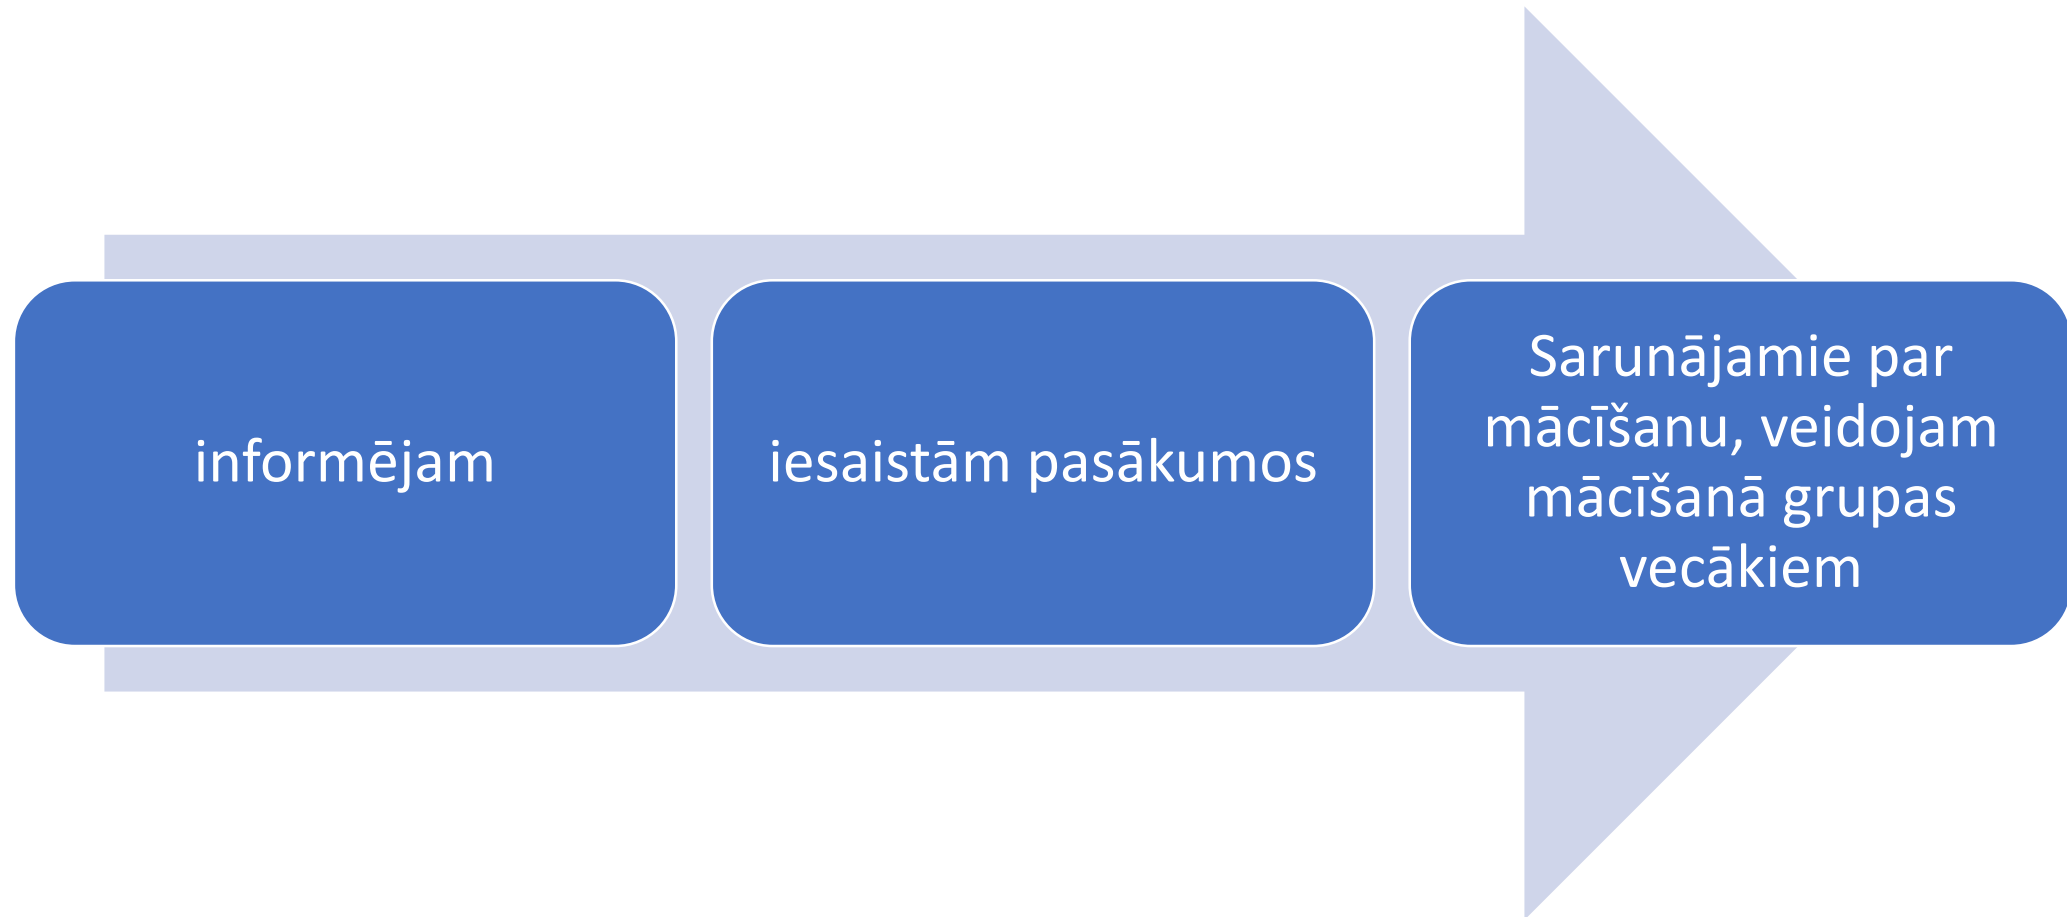 informējam
iesaistām pasākumos
Sarunājamie par
mācīšanu, veidojam
mācīšanā grupas
vecākiem